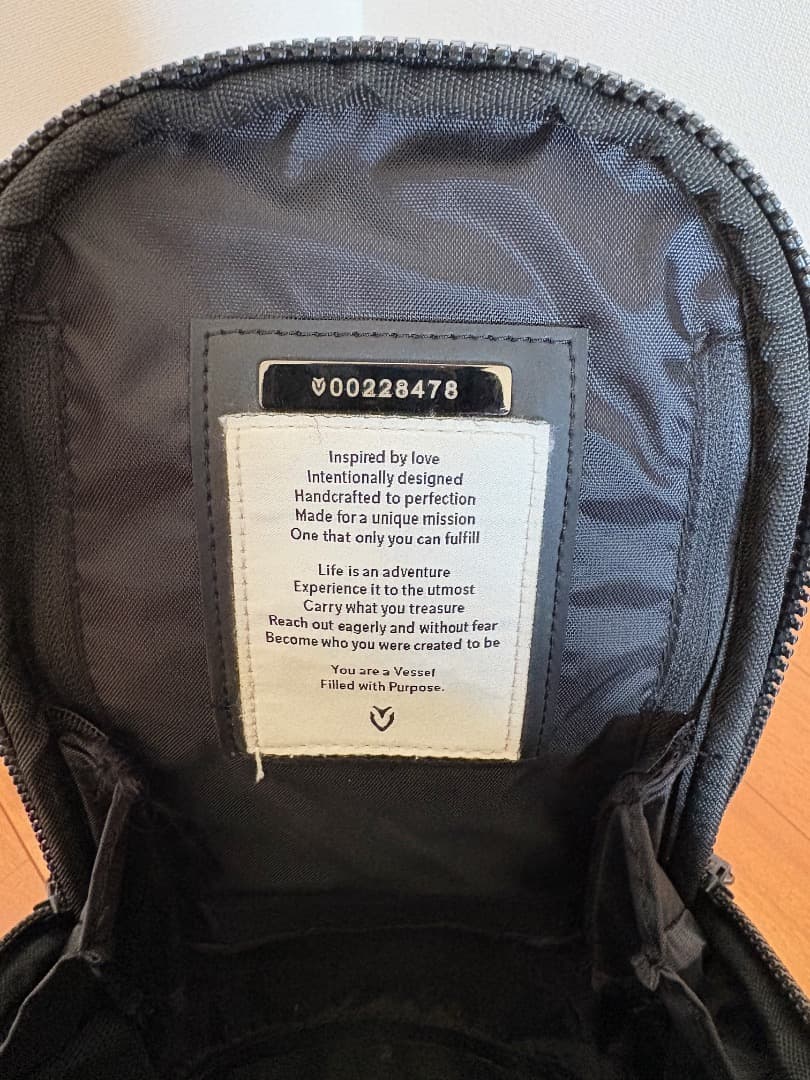 00228478
Inspired by love
Intentionally designed
Handcrafted to perfection
Made for a unique mission
One that only you can fulfill
Life is an adventure
Experience it to the utmost
Carry what you treasure
Reach out eagerly and without fear
Become who you were created to be
You are a Vessel
Filled with Purpose.